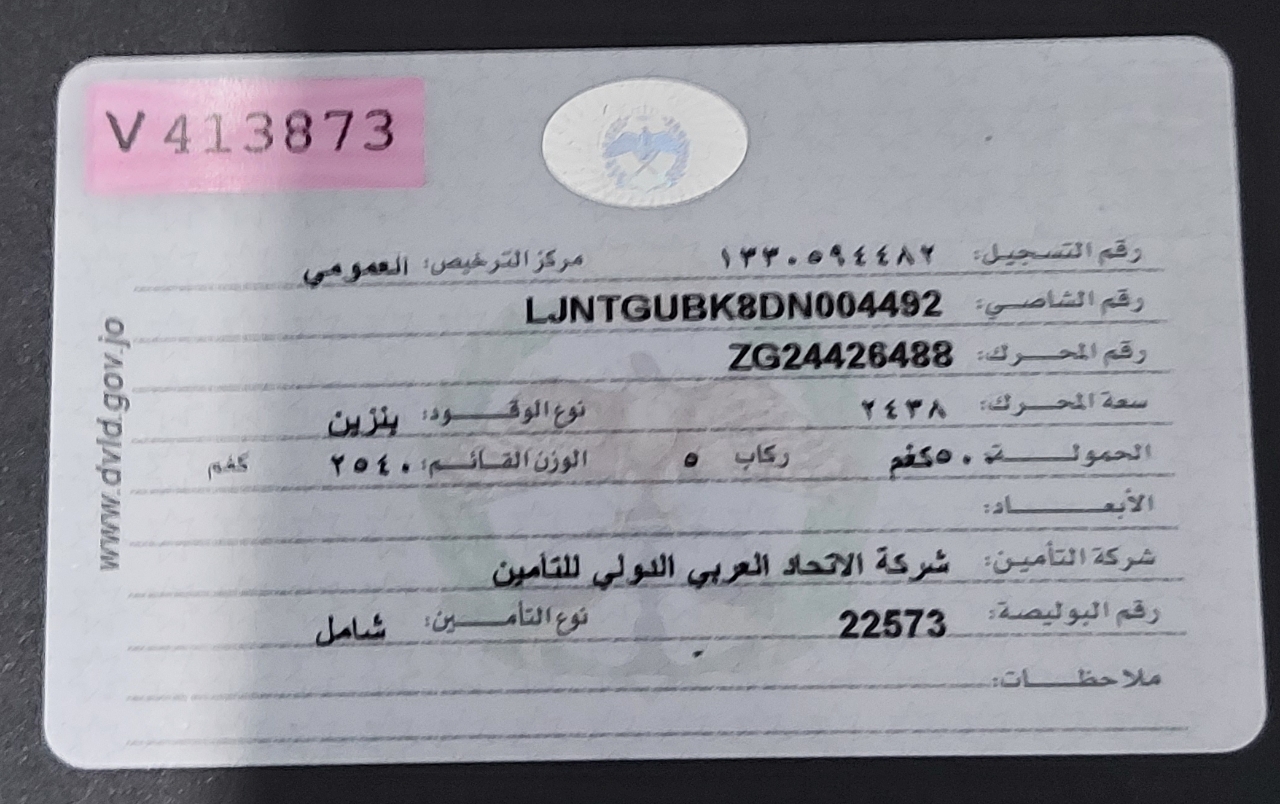 V 413873
رقم التسجيل: ١٣٣٠٥٩٤٤٨٢ مركز الترخيص: العمومي
رقم الشاصي: LJNTGUBK8DN004492
رقم المحرك: ZG24426488
سعة المحرك: ٢٤٣٨ نوع الوقود: بنزين
الحمولة: ٥٠كغم ركاب ٥ الوزن القائم: ٢٥٤٠ كغم
الأبعاد:
شركة التأمين: شركة الاتحاد العربي الدولي للتأمين
رقم البوليصة: 22573 نوع التأمين: شامل
ملاحظات:
www.dvld.gov.jo